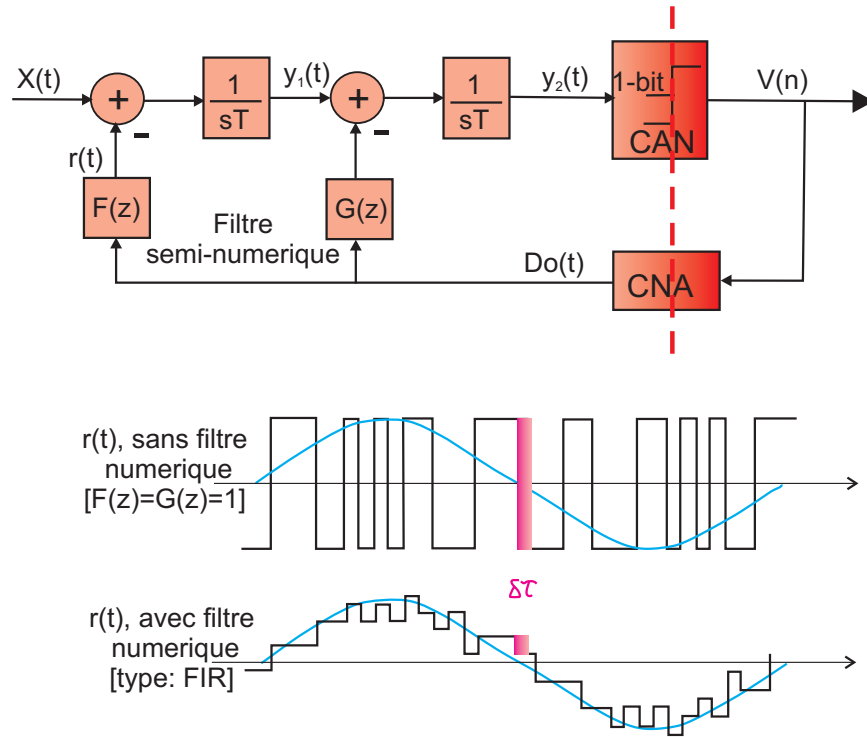 X(t)
+
−
1
sT
y₁(t)
+
−
1
sT
y₂(t)
1-bit
CAN
V(n)
r(t)
F(z)
G(z)
Filtre
semi-numerique
Do(t)
CNA
r(t), sans filtre
numerique
[F(z)=G(z)=1]
δτ
r(t), avec filtre
numerique
[type: FIR]